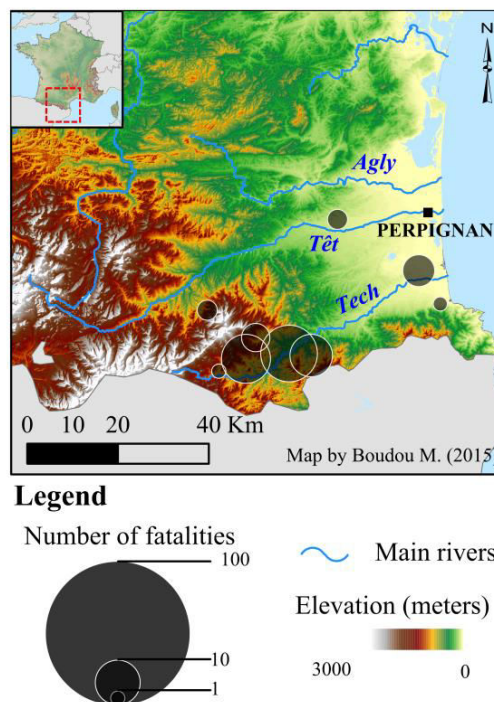 N
Agly
PERPIGNAN
Têt
Tech
0 10 20 40 Km
Map by Boudou M. (2015)
Legend
Number of fatalities
100
10
1
Main rivers
Elevation (meters)
3000 0